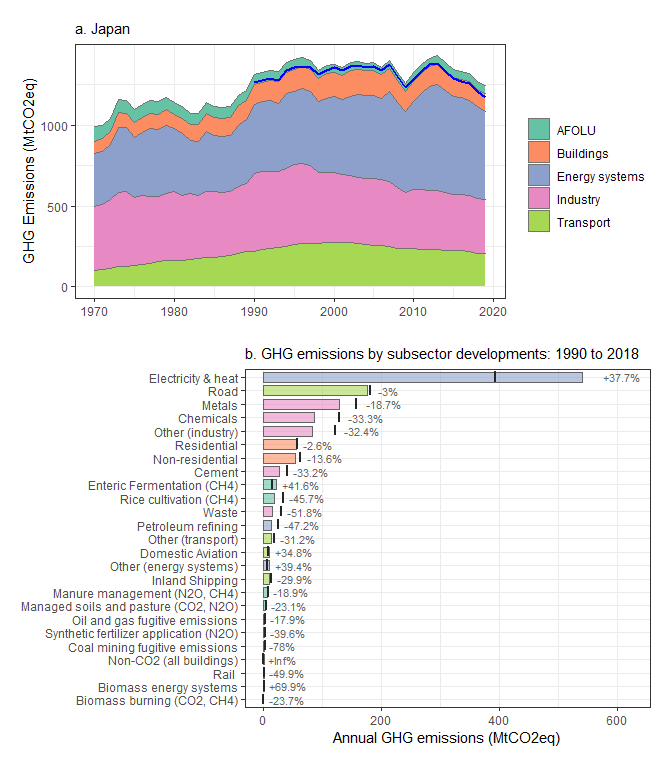 a. Japan
GHG Emissions (MtCO2eq)
1000
500
0
1970
1980
1990
2000
2010
2020
AFOLU
Buildings
Energy systems
Industry
Transport
b. GHG emissions by subsector developments: 1990 to 2018
Electricity & heat +37.7%
Road -3%
Metals -18.7%
Chemicals -33.3%
Other (industry) -32.4%
Residential -2.6%
Non-residential -13.6%
Cement -33.2%
Enteric Fermentation (CH4) +41.6%
Rice cultivation (CH4) -45.7%
Waste -51.8%
Petroleum refining -47.2%
Other (transport) -31.2%
Domestic Aviation +34.8%
Other (energy systems) +39.4%
Inland Shipping -29.9%
Manure management (N2O, CH4) -18.9%
Managed soils and pasture (CO2, N2O) -23.1%
Oil and gas fugitive emissions -17.9%
Synthetic fertilizer application (N2O) -39.6%
Coal mining fugitive emissions -78%
Non-CO2 (all buildings) +Inf%
Rail -49.9%
Biomass energy systems +69.9%
Biomass burning (CO2, CH4) -23.7%
0
200
400
600
Annual GHG emissions (MtCO2eq)